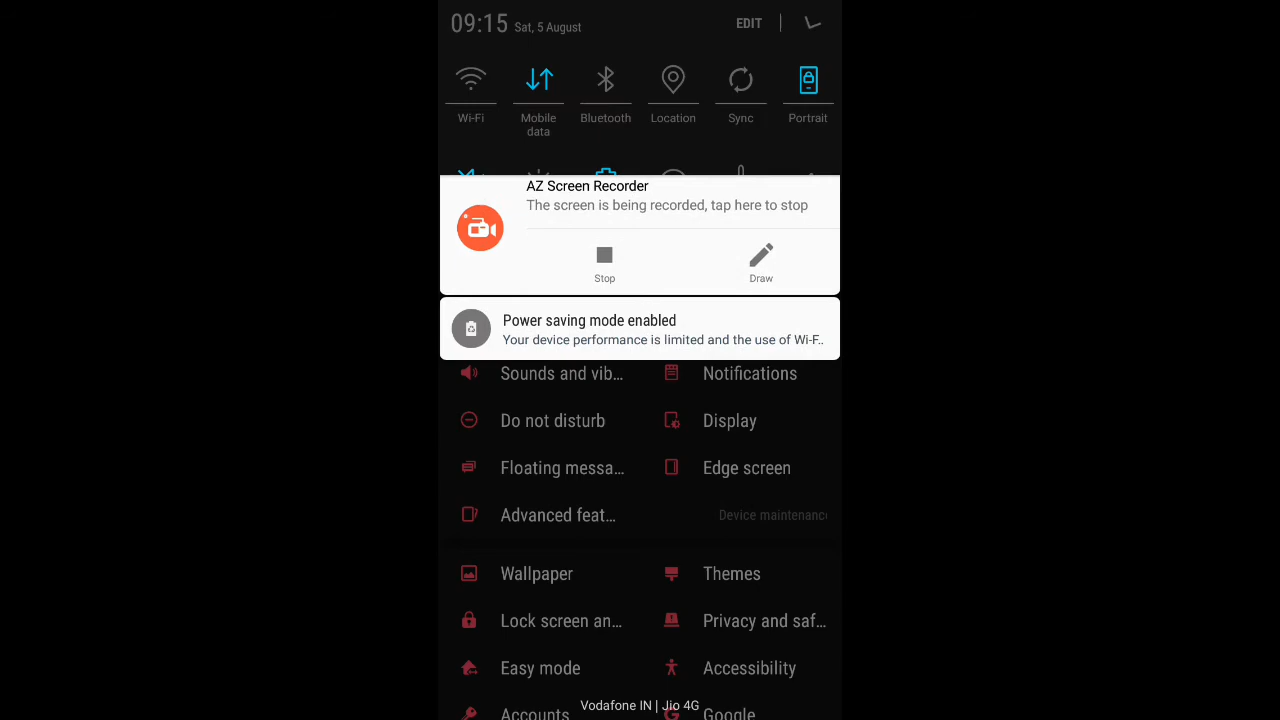 09:15 Sat, 5 August EDIT
Wi-Fi Mobile data Bluetooth Location Sync Portrait
AZ Screen Recorder
The screen is being recorded, tap here to stop
Stop Draw
Power saving mode enabled
Your device performance is limited and the use of Wi-F..
Sounds and vib... Notifications
Do not disturb Display
Floating messa... Edge screen
Advanced feat... Device maintenanc
Wallpaper Themes
Lock screen an... Privacy and saf...
Easy mode Accessibility
Accounts Google
Vodafone IN | Jio 4G